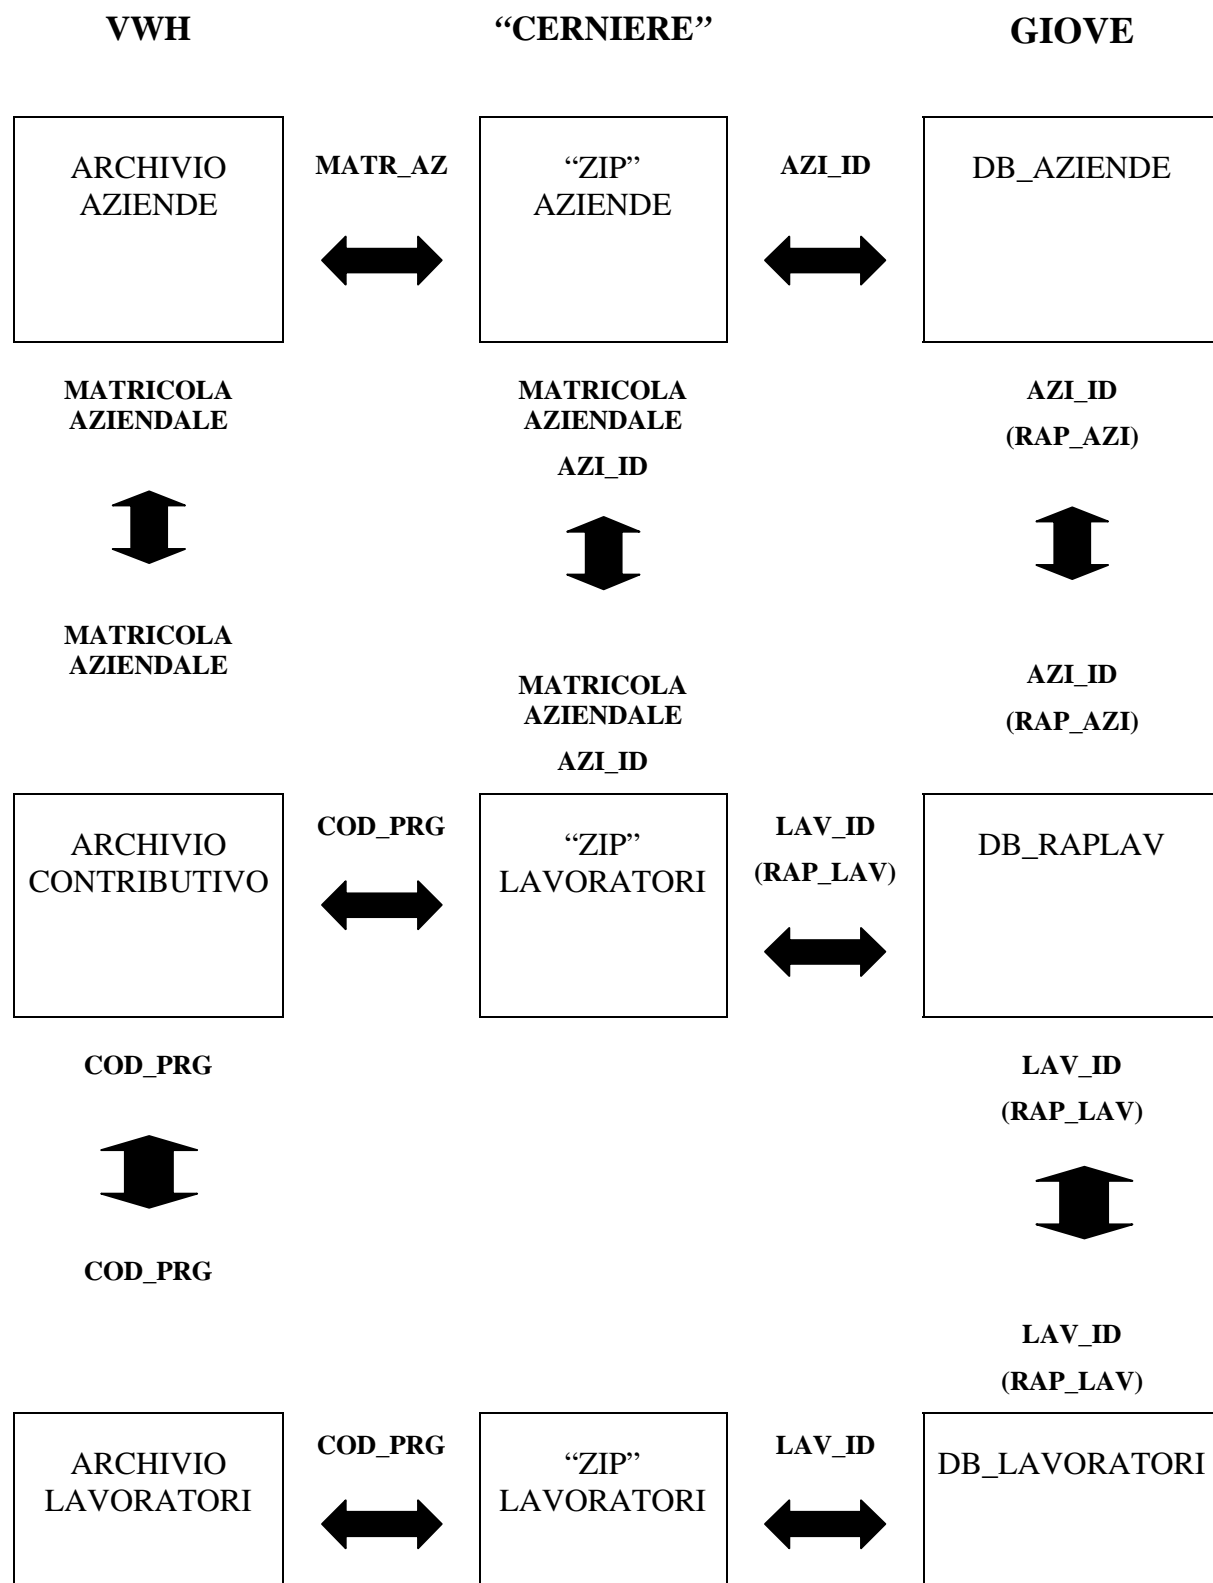 VWH
“CERNIERE”
GIOVE
ARCHIVIO
AZIENDE
MATR_AZ
“ZIP”
AZIENDE
AZI_ID
DB_AZIENDE
MATRICOLA
AZIENDALE
MATRICOLA
AZIENDALE
AZI_ID
AZI_ID
(RAP_AZI)
MATRICOLA
AZIENDALE
MATRICOLA
AZIENDALE
AZI_ID
AZI_ID
(RAP_AZI)
ARCHIVIO
CONTRIBUTIVO
COD_PRG
“ZIP”
LAVORATORI
LAV_ID
(RAP_LAV)
DB_RAPLAV
COD_PRG
LAV_ID
(RAP_LAV)
COD_PRG
LAV_ID
(RAP_LAV)
ARCHIVIO
LAVORATORI
COD_PRG
“ZIP”
LAVORATORI
LAV_ID
DB_LAVORATORI